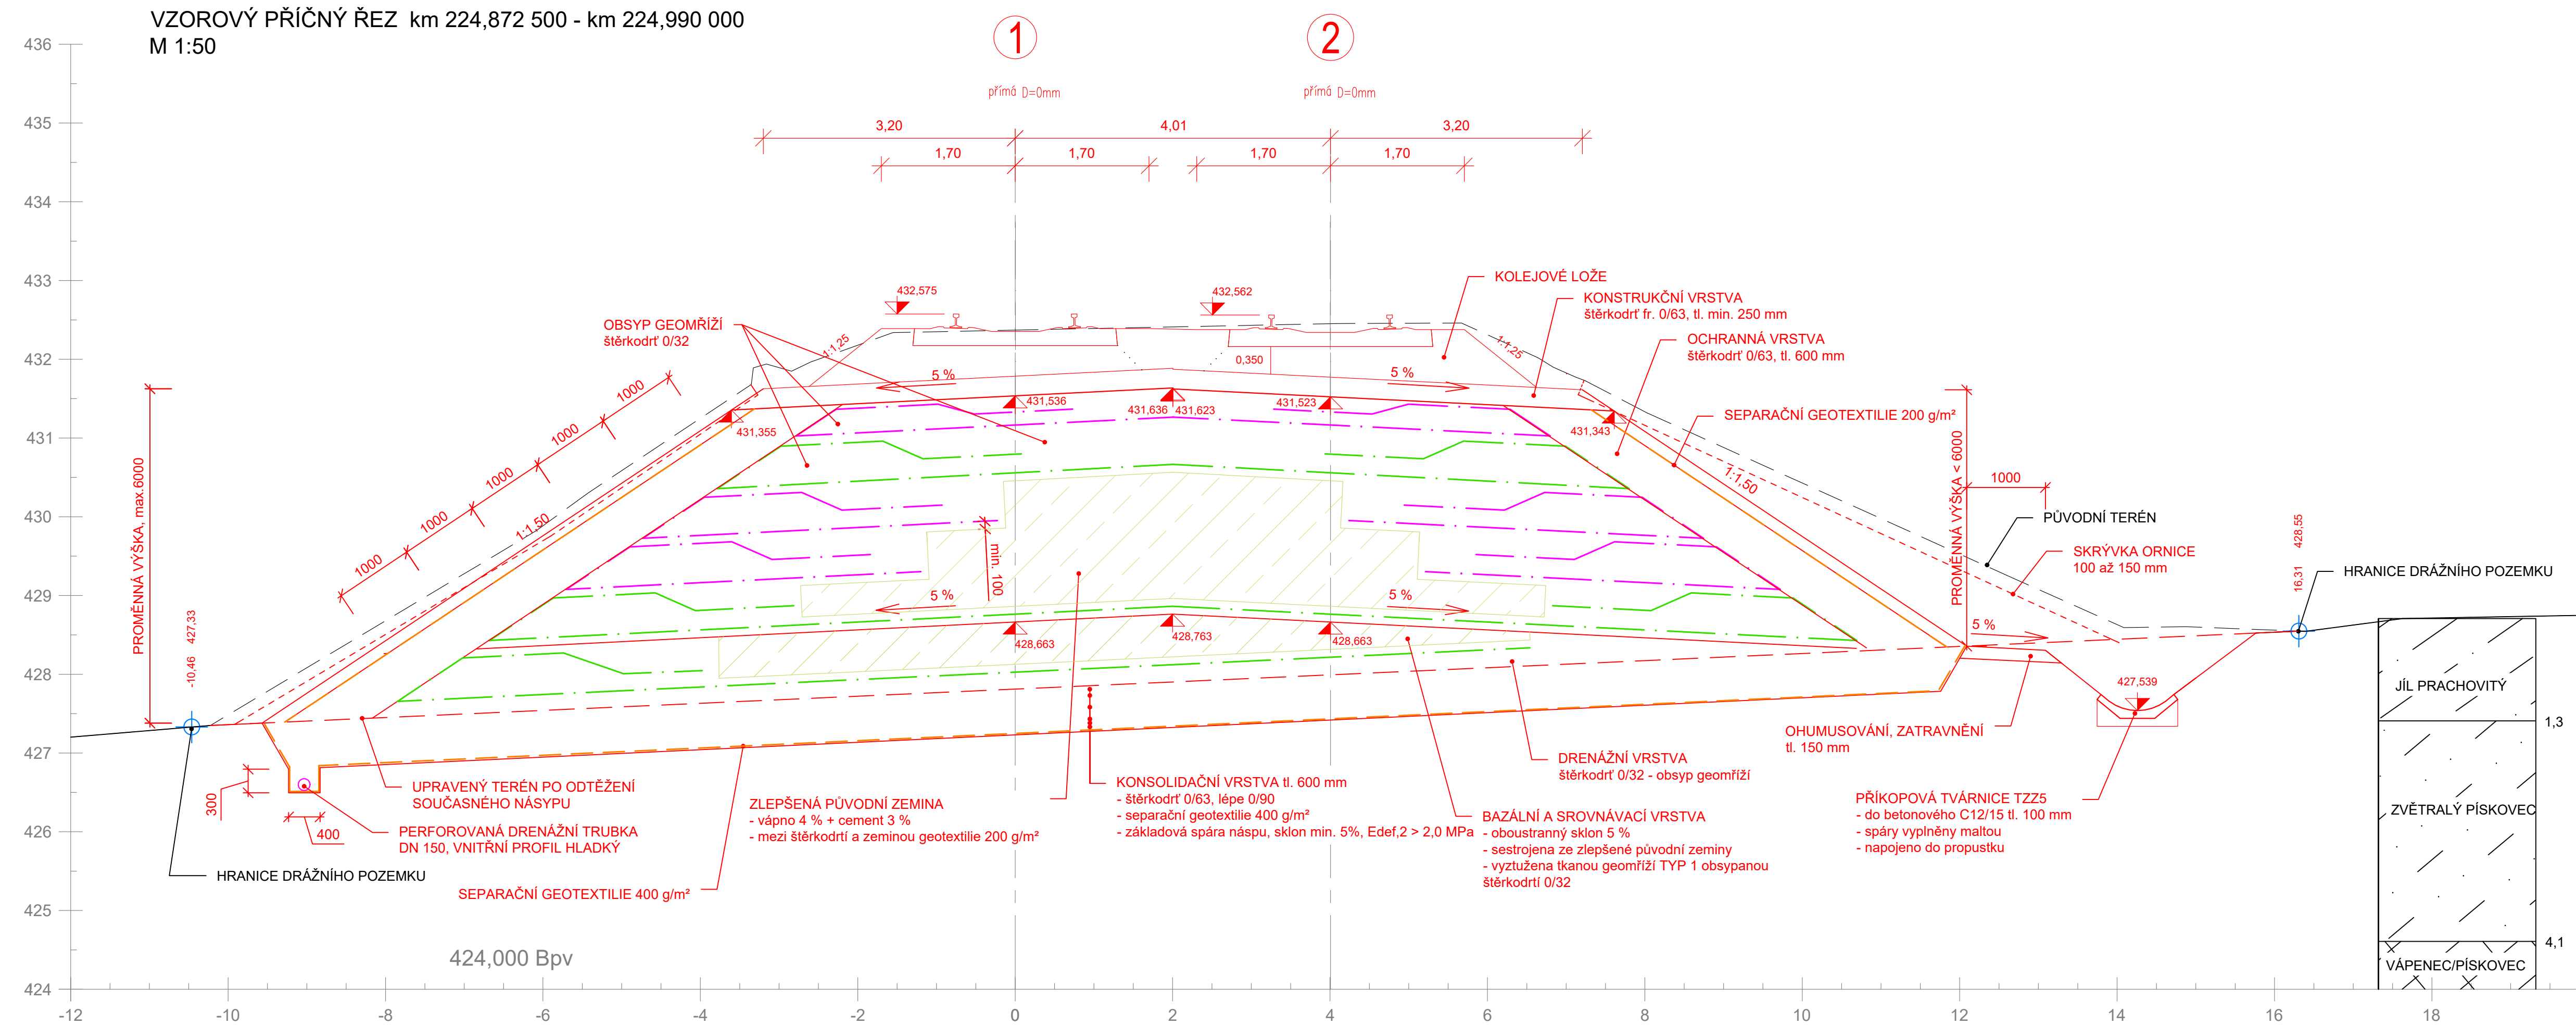 VZOROVÝ PŘÍČNÝ ŘEZ km 224,872 500 - km 224,990 000
M 1:50
1
2
přímá D=0mm
přímá D=0mm
3,20
4,01
3,20
1,70
1,70
1,70
1,70
436
435
434
433
432
431
430
429
428
427
426
425
424
432,575
432,562
KOLEJOVÉ LOŽE
KONSTRUKČNÍ VRSTVA
štěrkodrť fr. 0/63, tl. min. 250 mm
OBSYP GEOMŘÍŽÍ
štěrkodrť 0/32
OCHRANNÁ VRSTVA
štěrkodrť 0/63, tl. 600 mm
1:1,25
1:1,25
0,350
5 %
5 %
431,536
431,636
431,623
431,523
431,355
431,343
SEPARAČNÍ GEOTEXTILIE 200 g/m²
1000
1000
1000
1000
1000
1:1,50
1:1,50
PROMĚNNÁ VÝŠKA, max.6000
PROMĚNNÁ VÝŠKA < 6000
1000
PŮVODNÍ TERÉN
SKRÝVKA ORNICE
100 až 150 mm
HRANICE DRÁŽNÍHO POZEMKU
16,31 428,55
-10,46 427,33
min. 100
5 %
5 %
5 %
428,663
428,763
428,663
427,539
JÍL PRACHOVITÝ
1,3
ZVĚTRALÝ PÍSKOVEC
4,1
VÁPENEC/PÍSKOVEC
OHUMUSOVÁNÍ, ZATRAVNĚNÍ
tl. 150 mm
DRENÁŽNÍ VRSTVA
štěrkodrť 0/32 - obsyp geomříží
300
400
UPRAVENÝ TERÉN PO ODTĚŽENÍ
SOUČASNÉHO NÁSYPU
PERFOROVANÁ DRENÁŽNÍ TRUBKA
DN 150, VNITŘNÍ PROFIL HLADKÝ
HRANICE DRÁŽNÍHO POZEMKU
SEPARAČNÍ GEOTEXTILIE 400 g/m²
ZLEPŠENÁ PŮVODNÍ ZEMINA
- vápno 4 % + cement 3 %
- mezi štěrkodrtí a zeminou geotextilie 200 g/m²
KONSOLIDAČNÍ VRSTVA tl. 600 mm
- štěrkodrť 0/63, lépe 0/90
- separační geotextilie 400 g/m²
- základová spára náspu, sklon min. 5%, Edef,2 > 2,0 MPa
BAZÁLNÍ A SROVNÁVACÍ VRSTVA
- oboustranný sklon 5 %
- sestrojena ze zlepšené původní zeminy
- vyztužena tkanou geomříží TYP 1 obsypanou
štěrkodrtí 0/32
PŘÍKOPOVÁ TVÁRNICE TZZ5
- do betonového C12/15 tl. 100 mm
- spáry vyplněny maltou
- napojeno do propustku
424,000 Bpv
-12
-10
-8
-6
-4
-2
0
2
4
6
8
10
12
14
16
18